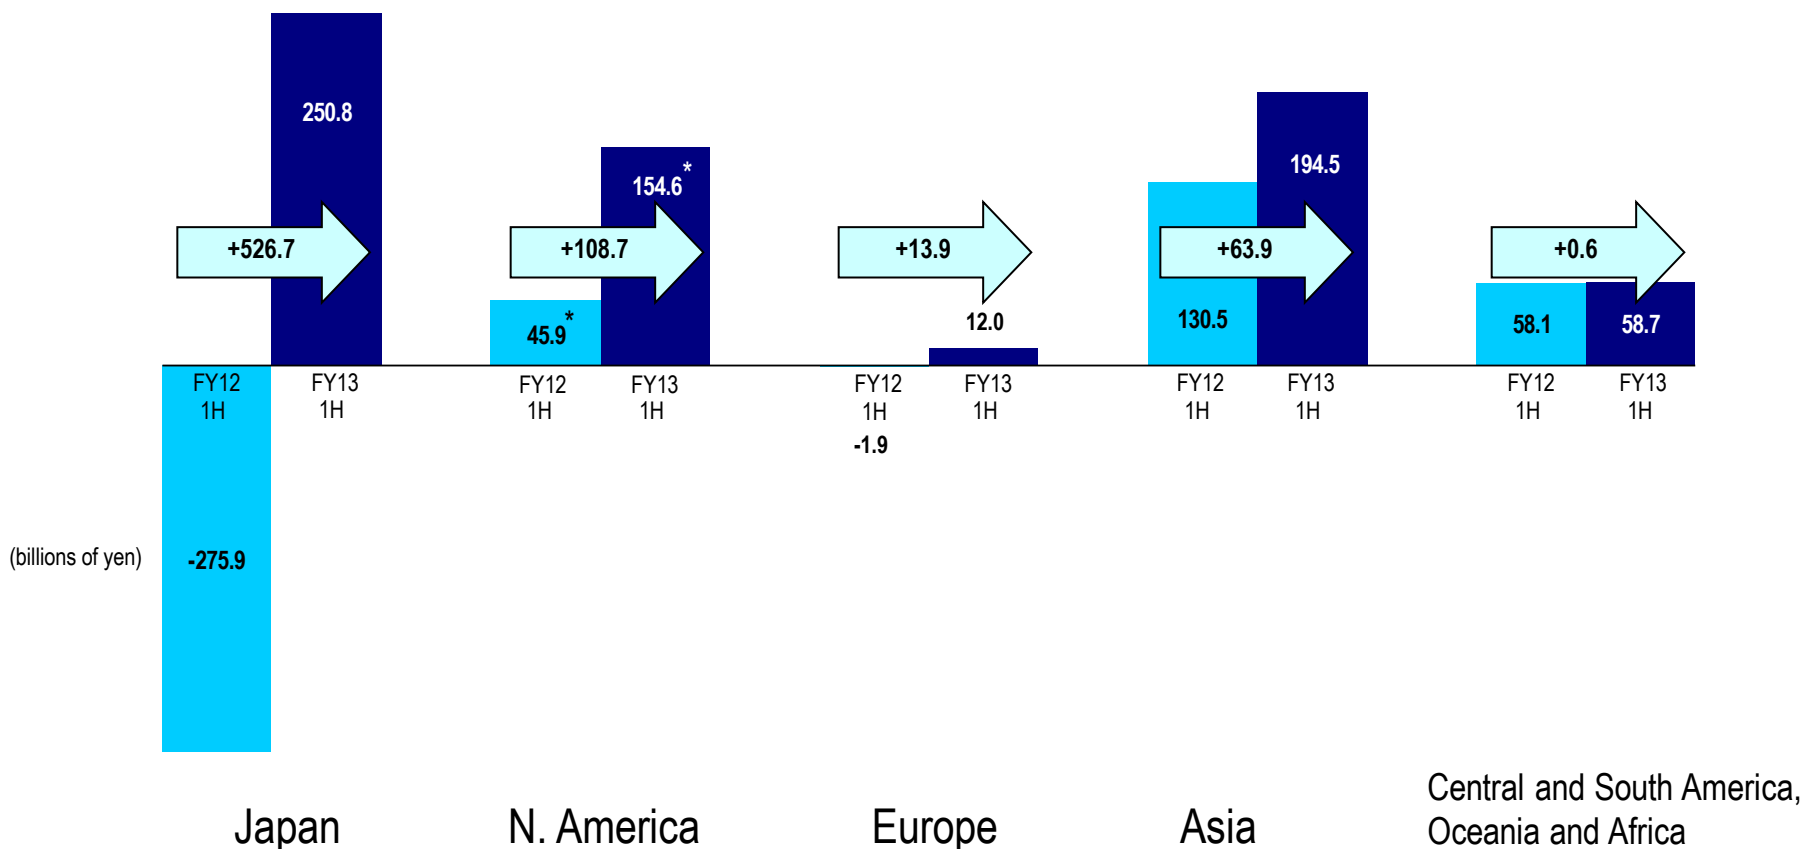 250.8
154.6*
194.5
+526.7
+108.7
+13.9
+63.9
+0.6
45.9*
12.0
130.5
58.1
58.7
FY12
1H
FY13
1H
FY12
1H
FY13
1H
FY12
1H
FY13
1H
FY12
1H
FY13
1H
FY12
1H
FY13
1H
-1.9
(billions of yen)
-275.9
Japan
N. America
Europe
Asia
Central and South America,
Oceania and Africa